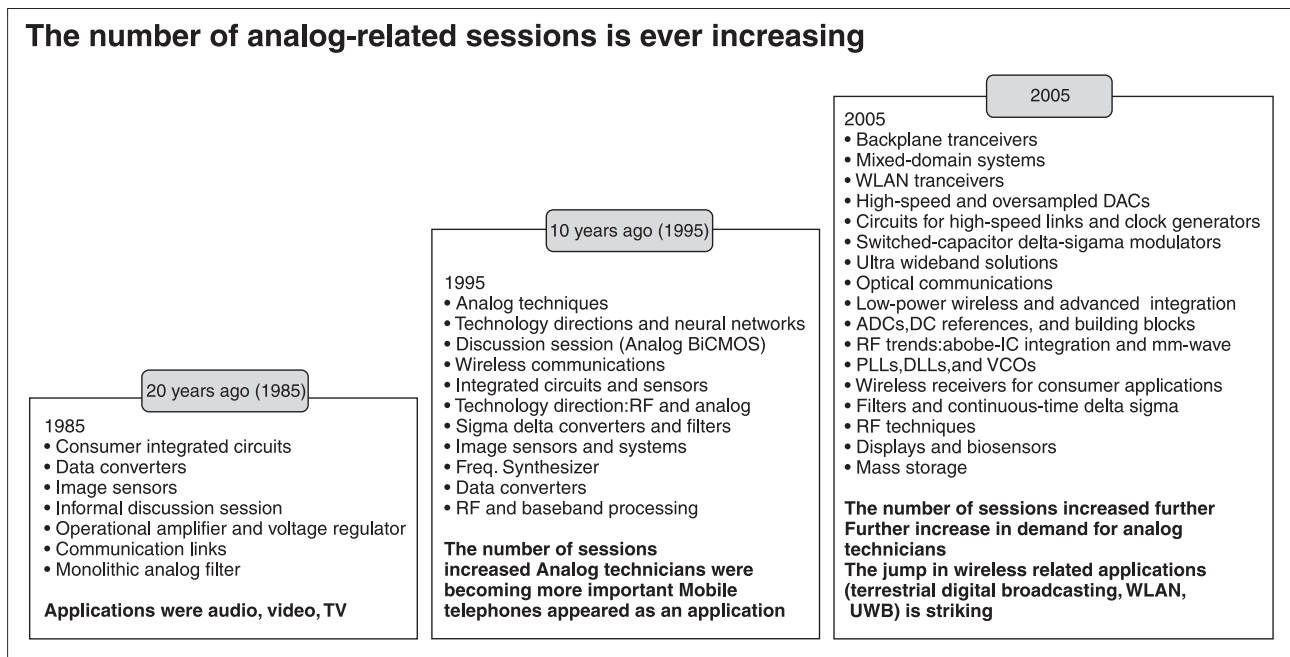 The number of analog-related sessions is ever increasing
20 years ago (1985)
1985
• Consumer integrated circuits
• Data converters
• Image sensors
• Informal discussion session
• Operational amplifier and voltage regulator
• Communication links
• Monolithic analog filter
Applications were audio, video, TV
10 years ago (1995)
1995
• Analog techniques
• Technology directions and neural networks
• Discussion session (Analog BiCMOS)
• Wireless communications
• Integrated circuits and sensors
• Technology direction:RF and analog
• Sigma delta converters and filters
• Image sensors and systems
• Freq. Synthesizer
• Data converters
• RF and baseband processing
The number of sessions
increased Analog technicians were
becoming more important Mobile
telephones appeared as an application
2005
2005
• Backplane tranceivers
• Mixed-domain systems
• WLAN tranceivers
• High-speed and oversampled DACs
• Circuits for high-speed links and clock generators
• Switched-capacitor delta-sigama modulators
• Ultra wideband solutions
• Optical communications
• Low-power wireless and advanced integration
• ADCs,DC references, and building blocks
• RF trends:abobe-IC integration and mm-wave
• PLLs,DLLs,and VCOs
• Wireless receivers for consumer applications
• Filters and continuous-time delta sigma
• RF techniques
• Displays and biosensors
• Mass storage
The number of sessions increased further
Further increase in demand for analog
technicians
The jump in wireless related applications
(terrestrial digital broadcasting, WLAN,
UWB) is striking